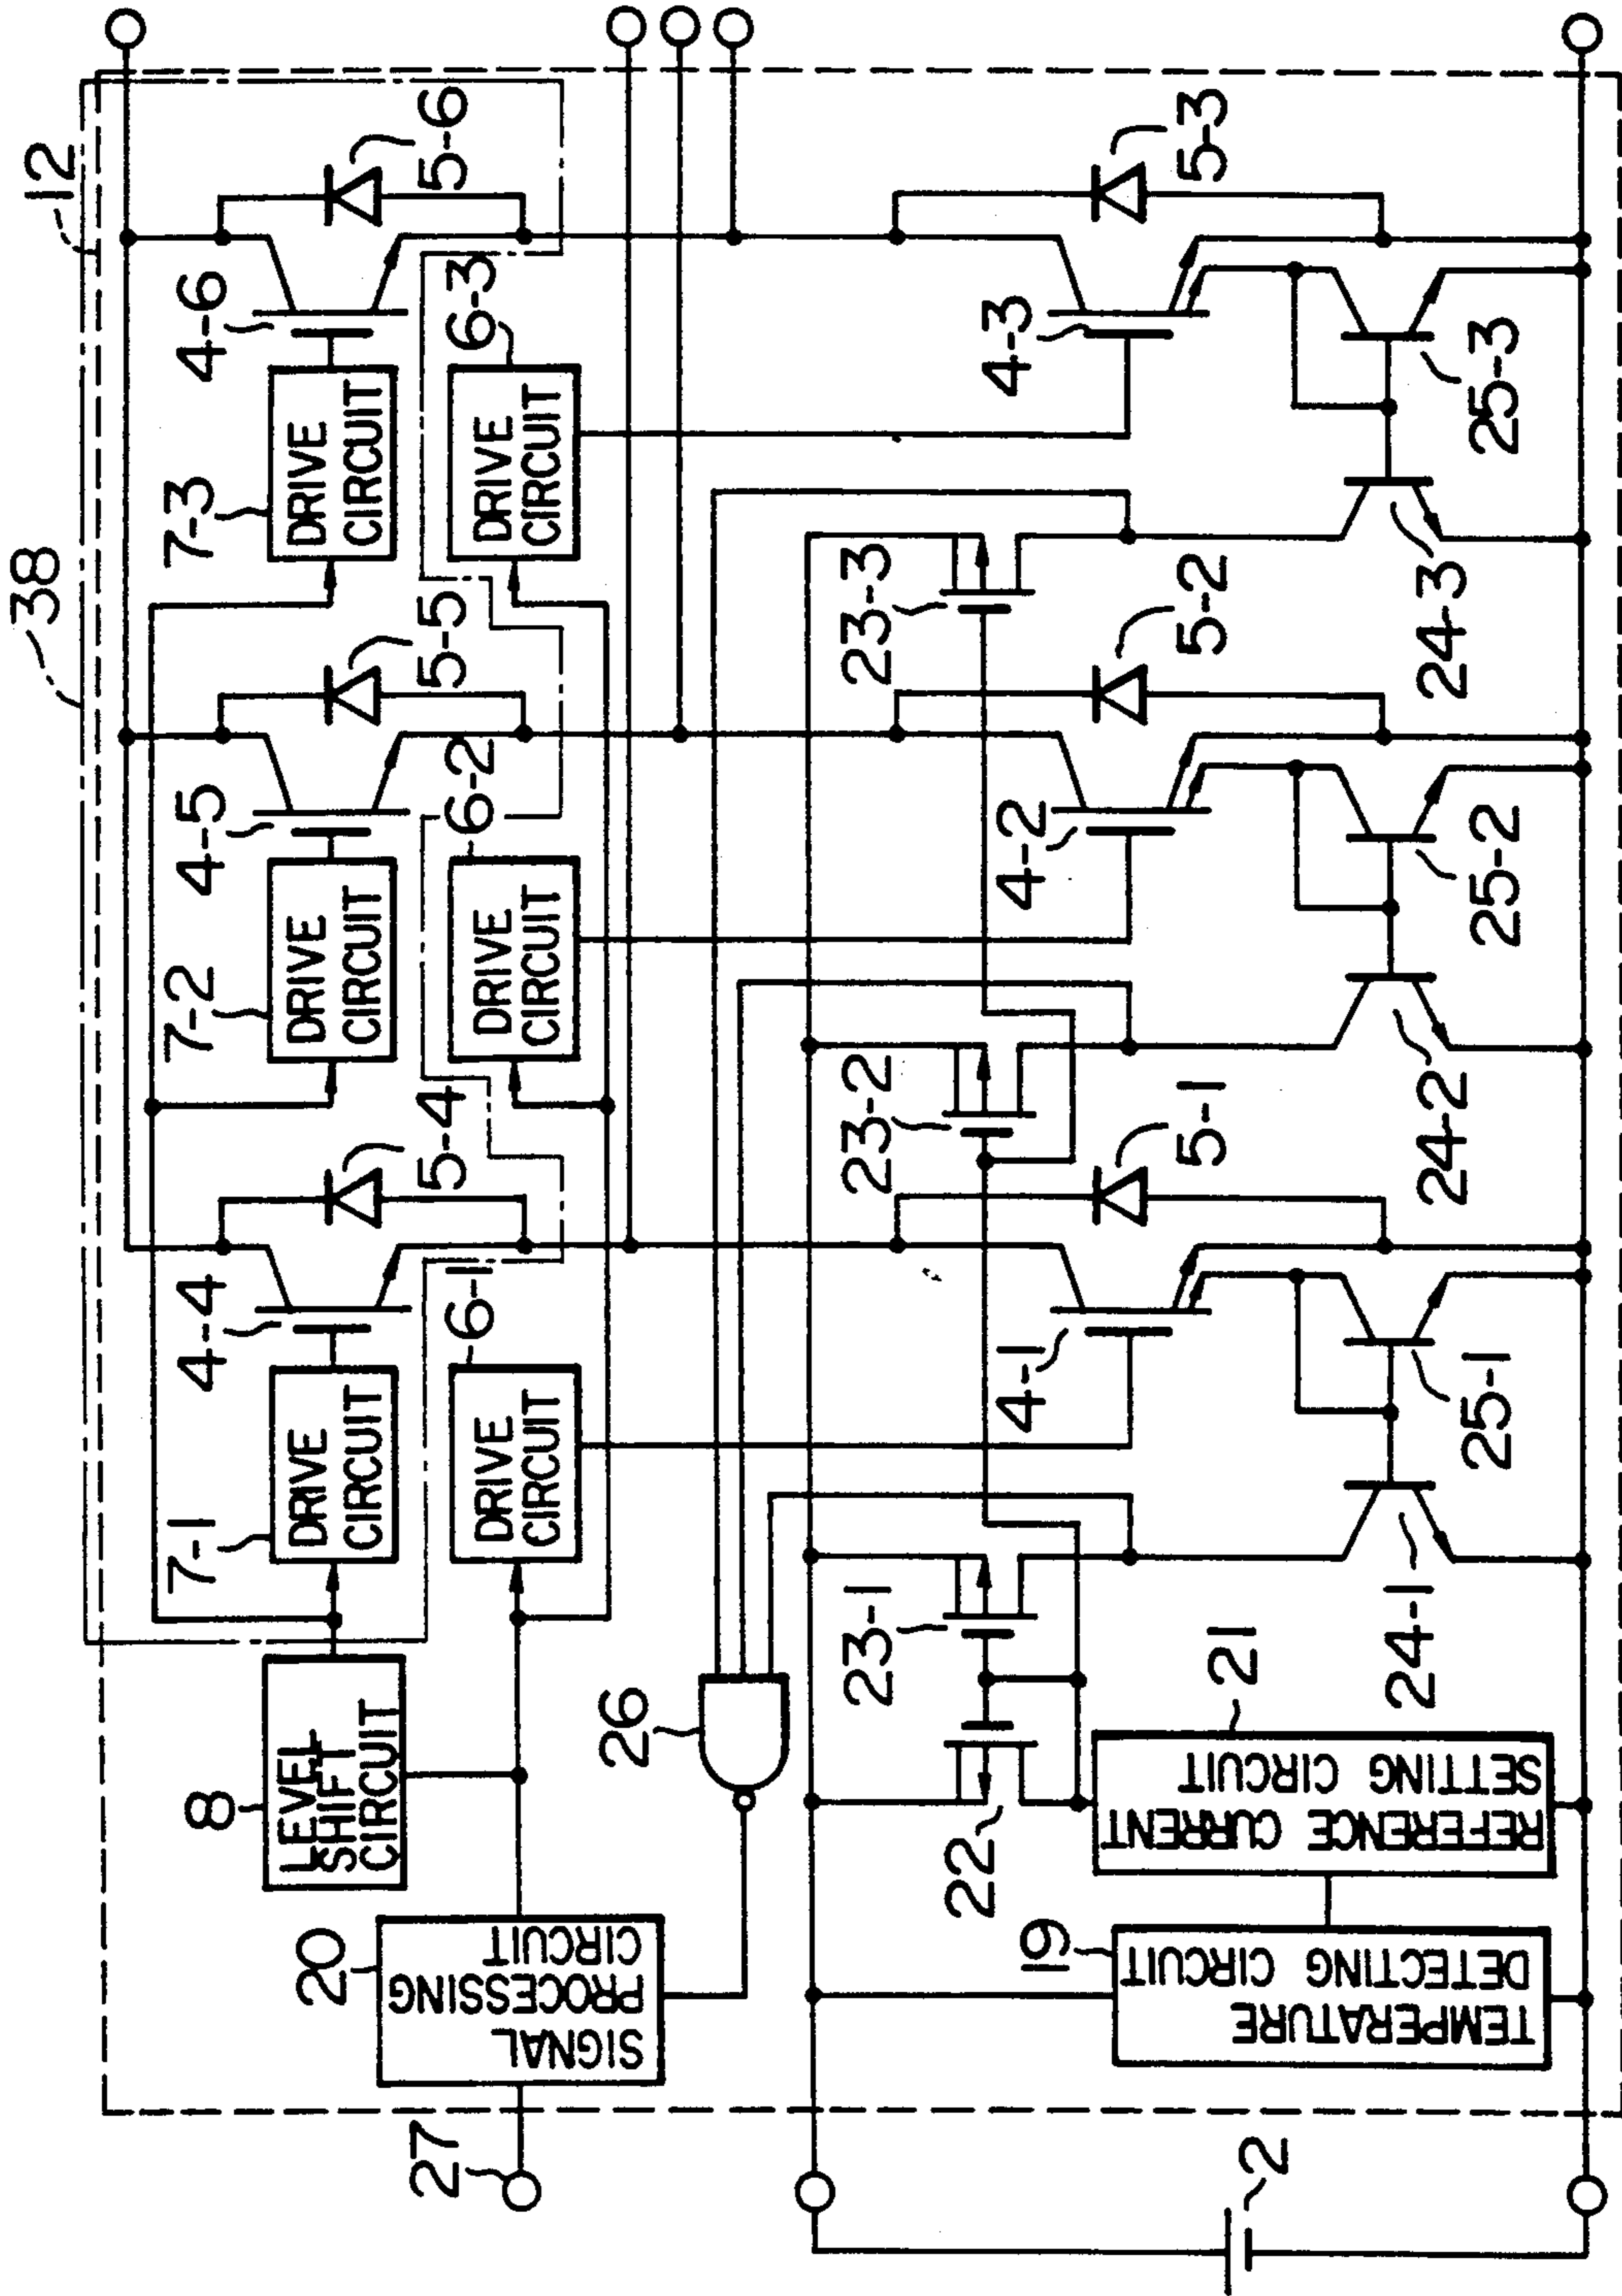 38
12
7-1
7-2
7-3
4-4
4-5
4-6
5-4
5-5
5-6
8
LEVEL
SHIFT
CIRCUIT
DRIVE
CIRCUIT
DRIVE
CIRCUIT
DRIVE
CIRCUIT
6-1
6-2
6-3
DRIVE
CIRCUIT
DRIVE
CIRCUIT
DRIVE
CIRCUIT
20
SIGNAL
PROCESSING
CIRCUIT
27
26
23-1
23-2
23-3
22
4-1
4-2
4-3
5-1
5-2
5-3
19
TEMPERATURE
DETECTING CIRCUIT
21
REFERENCE CURRENT
SETTING CIRCUIT
24-1
24-2
24-3
25-1
25-2
25-3
2